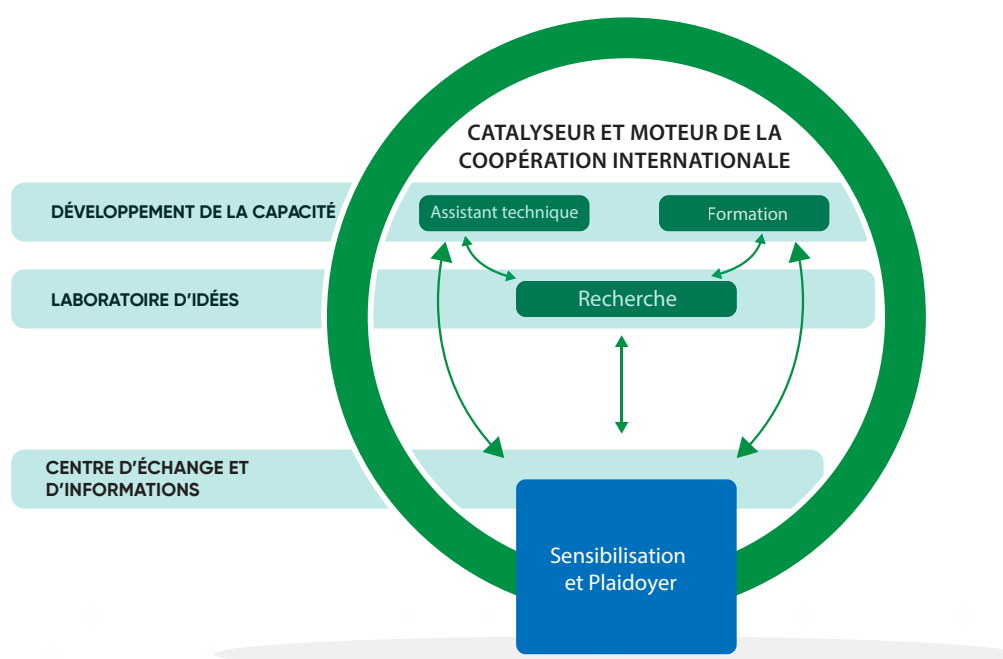 CATALYSEUR ET MOTEUR DE LA
COOPÉRATION INTERNATIONALE
DÉVELOPPEMENT DE LA CAPACITÉ
Assistant technique
Formation
LABORATOIRE D'IDÉES
Recherche
CENTRE D'ÉCHANGE ET
D'INFORMATIONS
Sensibilisation
et Plaidoyer